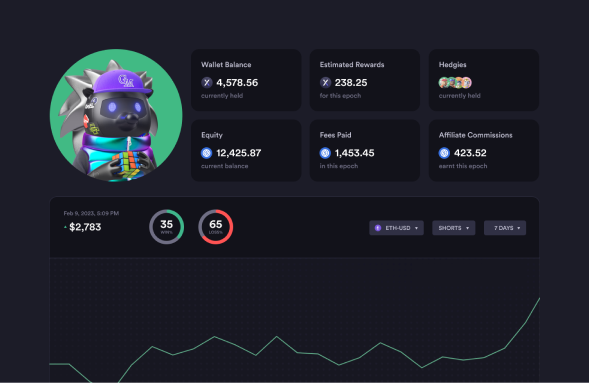 Wallet Balance
4,578.56
currently held
Estimated Rewards
238.25
for this epoch
Hedgies
currently held
Equity
12,425.87
current balance
Fees Paid
1,453.45
in this epoch
Affiliate Commissions
423.52
earnt this epoch
Feb 9, 2023, 5:09 PM
$2,783
35
WINS
65
LOSSES
ETH-USD
SHORTS
7 DAYS